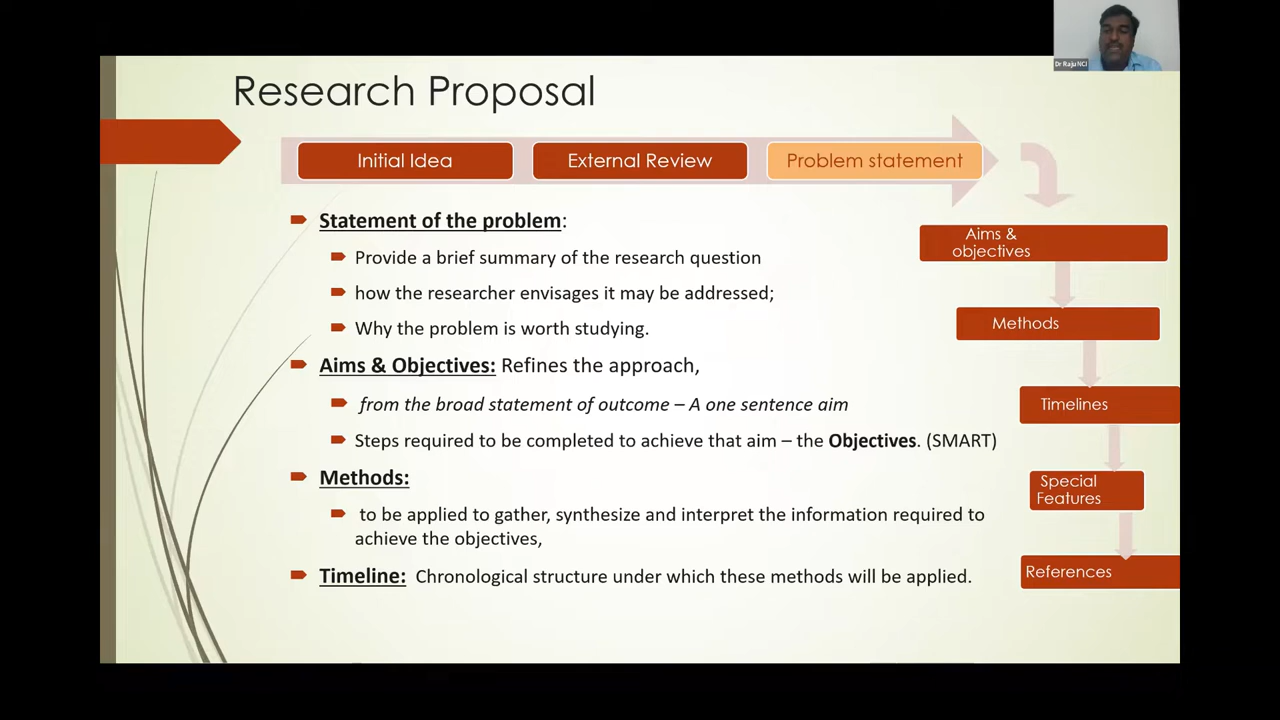 Dr Raju NCI
Research Proposal
Initial Idea
External Review
Problem statement
Statement of the problem:
Provide a brief summary of the research question
how the researcher envisages it may be addressed;
Why the problem is worth studying.
Aims & Objectives: Refines the approach,
from the broad statement of outcome – A one sentence aim
Steps required to be completed to achieve that aim – the Objectives. (SMART)
Methods:
to be applied to gather, synthesize and interpret the information required to
achieve the objectives,
Timeline: Chronological structure under which these methods will be applied.
Aims &
objectives
Methods
Timelines
Special
Features
References